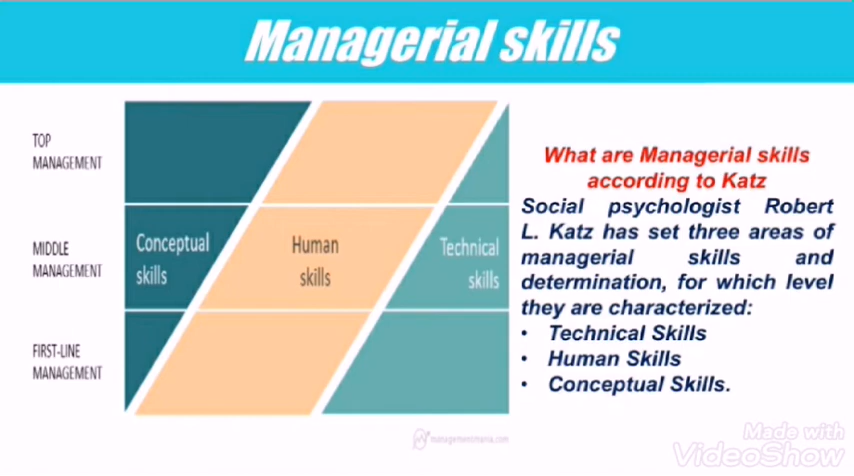 Managerial skills
TOP
MANAGEMENT
MIDDLE
MANAGEMENT
FIRST-LINE
MANAGEMENT
Conceptual
skills
Human
skills
Technical
skills
What are Managerial skills
according to Katz
Social psychologist Robert
L. Katz has set three areas of
managerial skills and
determination, for which level
they are characterized:
• Technical Skills
• Human Skills
• Conceptual Skills.
managementmania.com
Made with
VideoShow